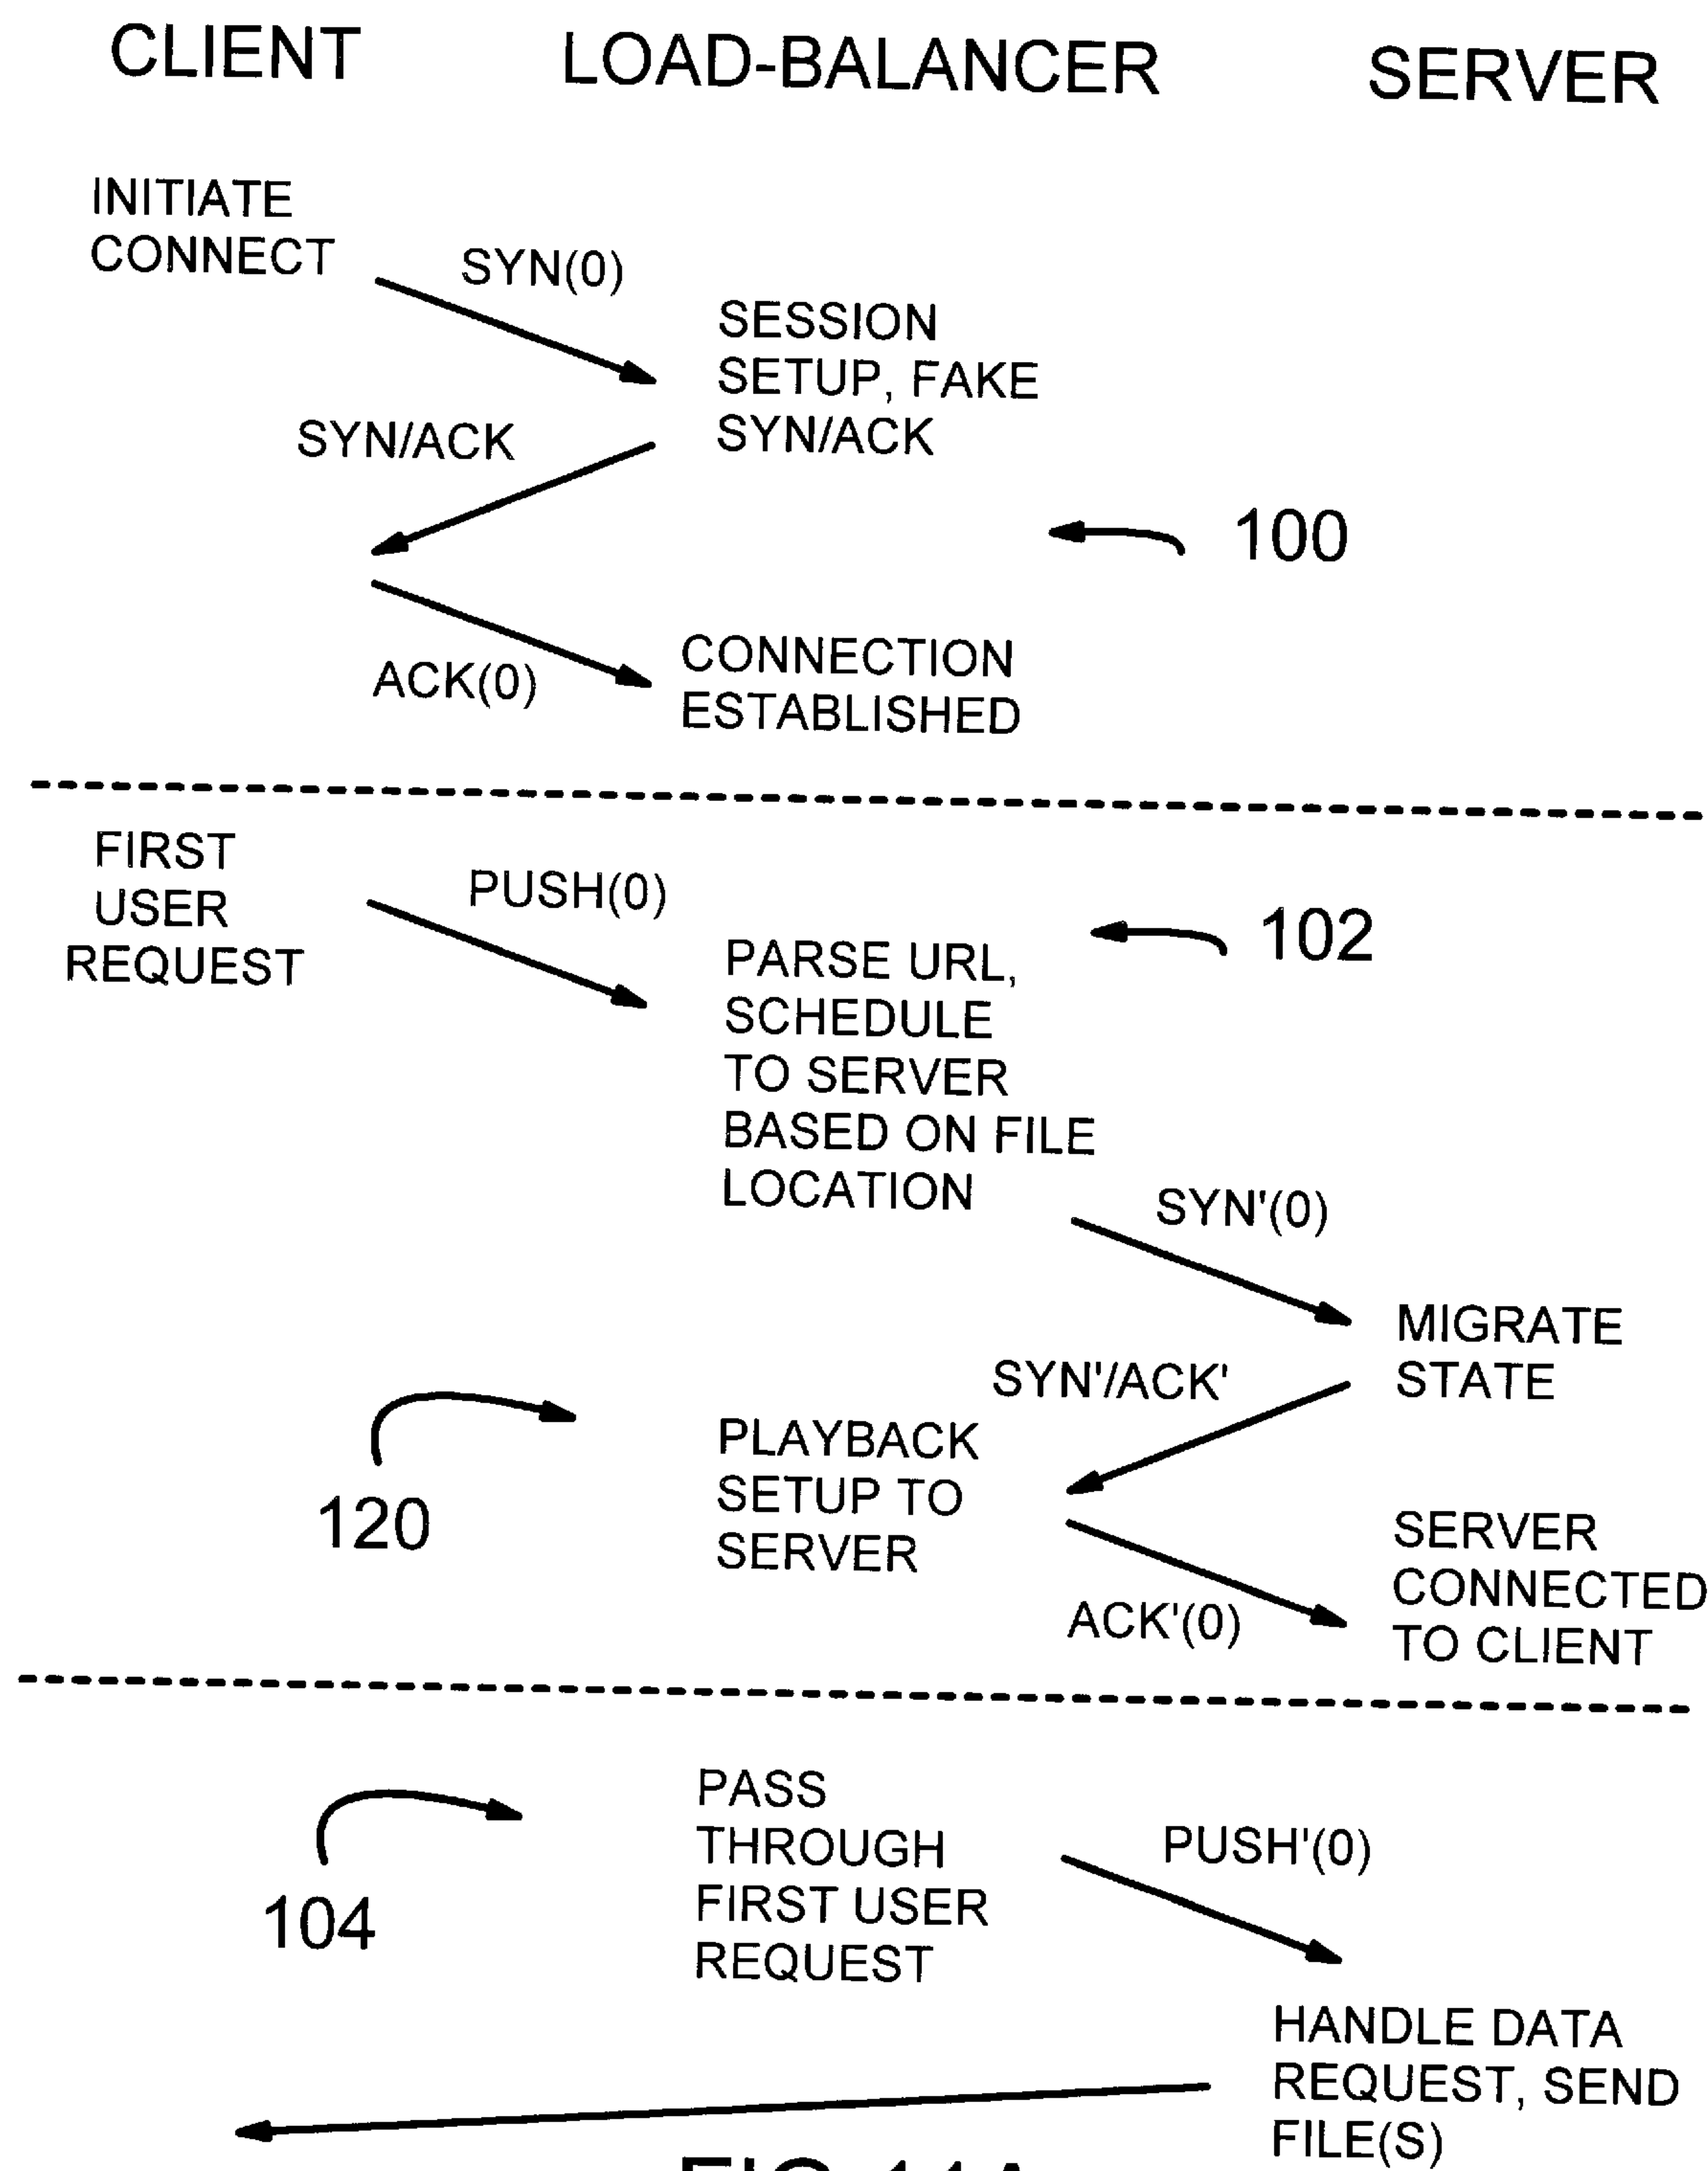 CLIENT LOAD-BALANCER SERVER
INITIATE
CONNECT
SYN(0)
SESSION
SETUP, FAKE
SYN/ACK
SYN/ACK
100
ACK(0)
CONNECTION
ESTABLISHED
FIRST
USER
REQUEST
PUSH(0)
102
PARSE URL,
SCHEDULE
TO SERVER
BASED ON FILE
LOCATION
SYN'(0)
MIGRATE
STATE
SYN'/ACK'
120
PLAYBACK
SETUP TO
SERVER
ACK'(0)
SERVER
CONNECTED
TO CLIENT
104
PASS
THROUGH
FIRST USER
REQUEST
PUSH'(0)
HANDLE DATA
REQUEST, SEND
FILE(S)